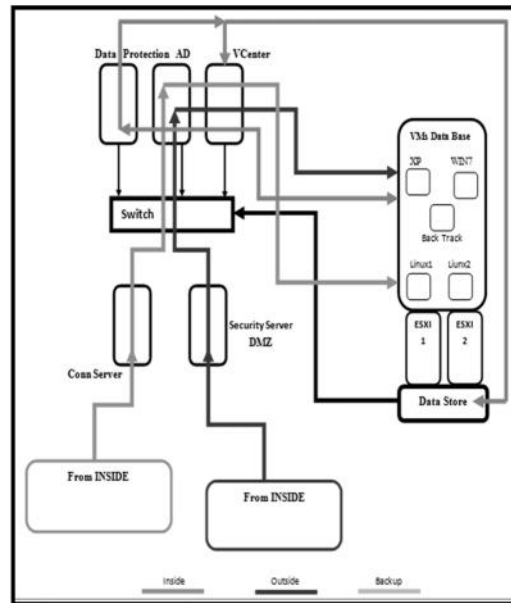 Data Protection AD VCenter
VMs Data Base
XP WIN7
Back Track
Linux1 Liunx2
Switch
ESXI 1
ESXI 2
Data Store
Security Server
DMZ
Conn Server
From INSIDE
From INSIDE
Inside Outside Backup